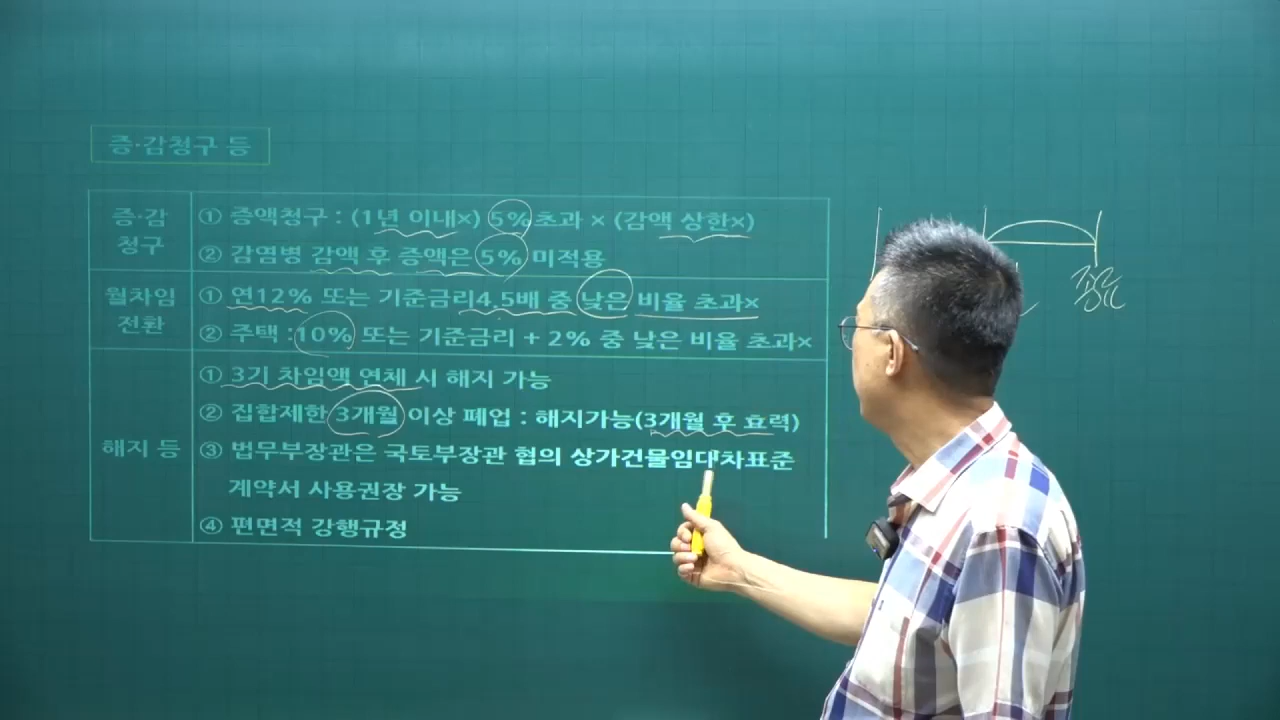 증·감청구 등
증·감
청구
① 증액청구 : (1년 이내×) 5%초과 × (감액 상한×)
② 감염병 감액 후 증액은 5% 미적용
월차임
전환
① 연12% 또는 기준금리4.5배 중 낮은 비율 초과×
② 주택 :10% 또는 기준금리 + 2% 중 낮은 비율 초과×
해지 등
① 3기 차임액 연체 시 해지 가능
② 집합제한 3개월 이상 폐업 : 해지가능(3개월 후 효력)
③ 법무부장관은 국토부장관 협의 상가건물임대차표준
계약서 사용권장 가능
④ 편면적 강행규정
종료